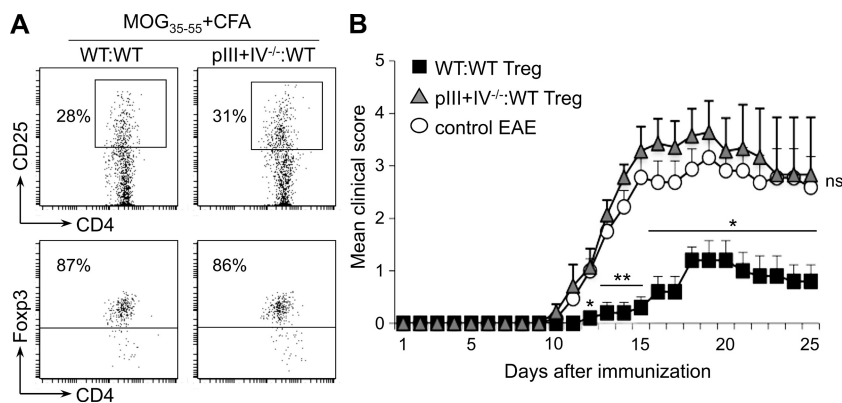 A
MOG35-55+CFA
WT:WT
pIII+IV-/-:WT
28%
31%
CD25
CD4
CD4
87%
86%
Foxp3
CD4
CD4
B
WT:WT Treg
pIII+IV-/-:WT Treg
control EAE
Mean clinical score
5
4
3
2
1
0
ns
*
**
*
1
5
10
15
20
25
Days after immunization